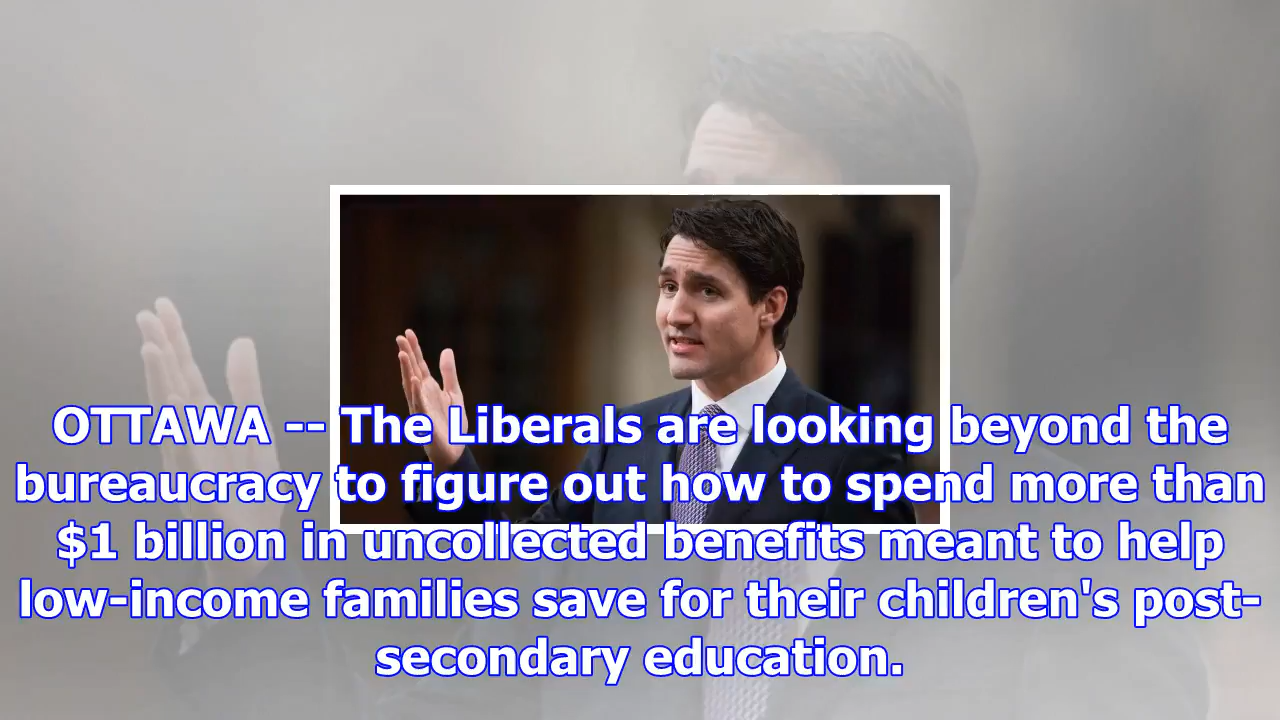 OTTAWA -- The Liberals are looking beyond the
bureaucracy to figure out how to spend more than
$1 billion in uncollected benefits meant to help
low-income families save for their children's post-
secondary education.